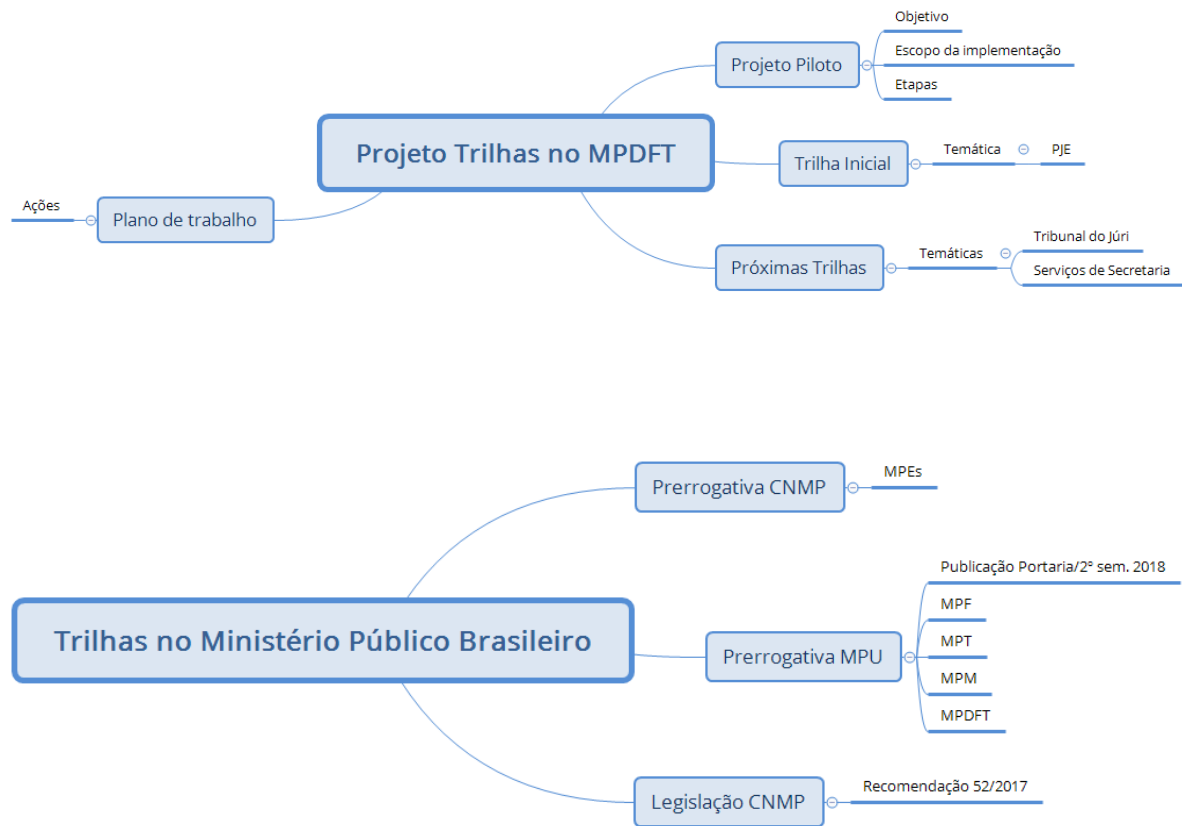 Projeto Trilhas no MPDFT
Projeto Piloto
Objetivo
Escopo da implementação
Etapas
Trilha Inicial
Temática
PJE
Próximas Trilhas
Temáticas
Tribunal do Júri
Serviços de Secretaria
Plano de trabalho
Ações
Trilhas no Ministério Público Brasileiro
Prerrogativa CNMP
MPEs
Prerrogativa MPU
Publicação Portaria/2º sem. 2018
MPF
MPT
MPM
MPDFT
Legislação CNMP
Recomendação 52/2017